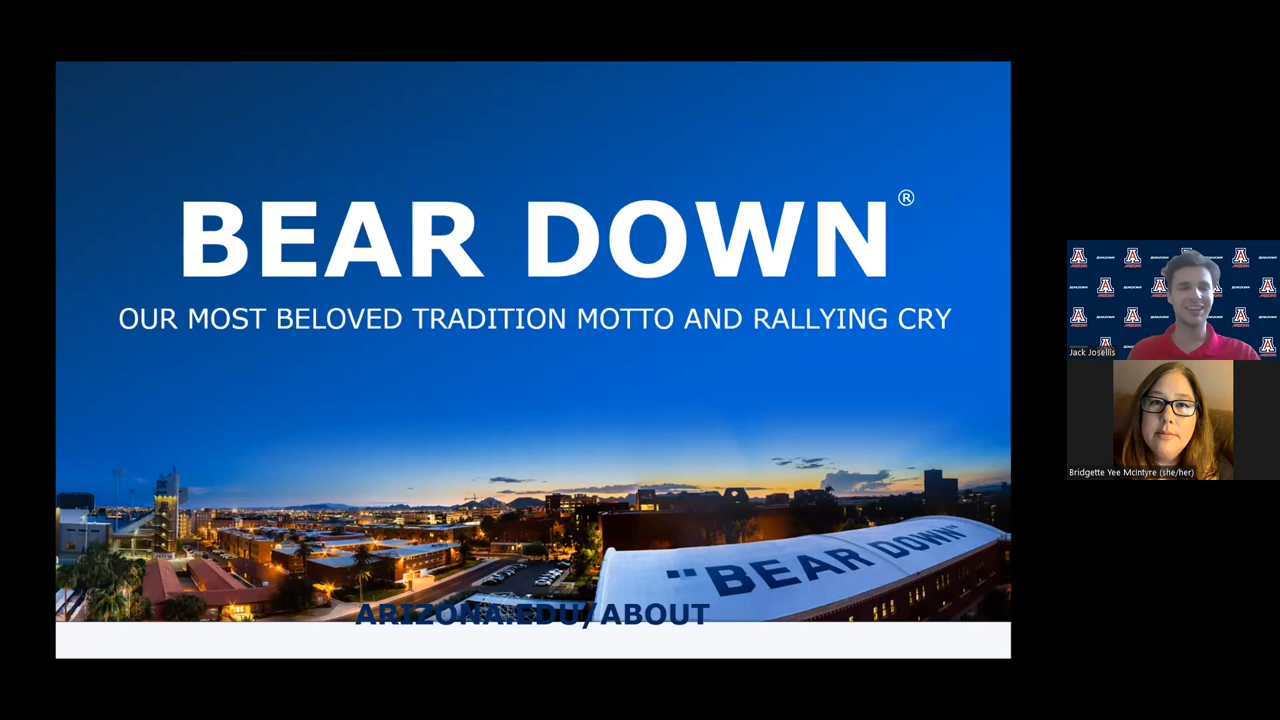 BEAR DOWN®
OUR MOST BELOVED TRADITION MOTTO AND RALLYING CRY
"BEAR DOWN"
ARIZONA.EDU/ABOUT
Jack Josellis
Bridgette Yee McIntyre (she/her)